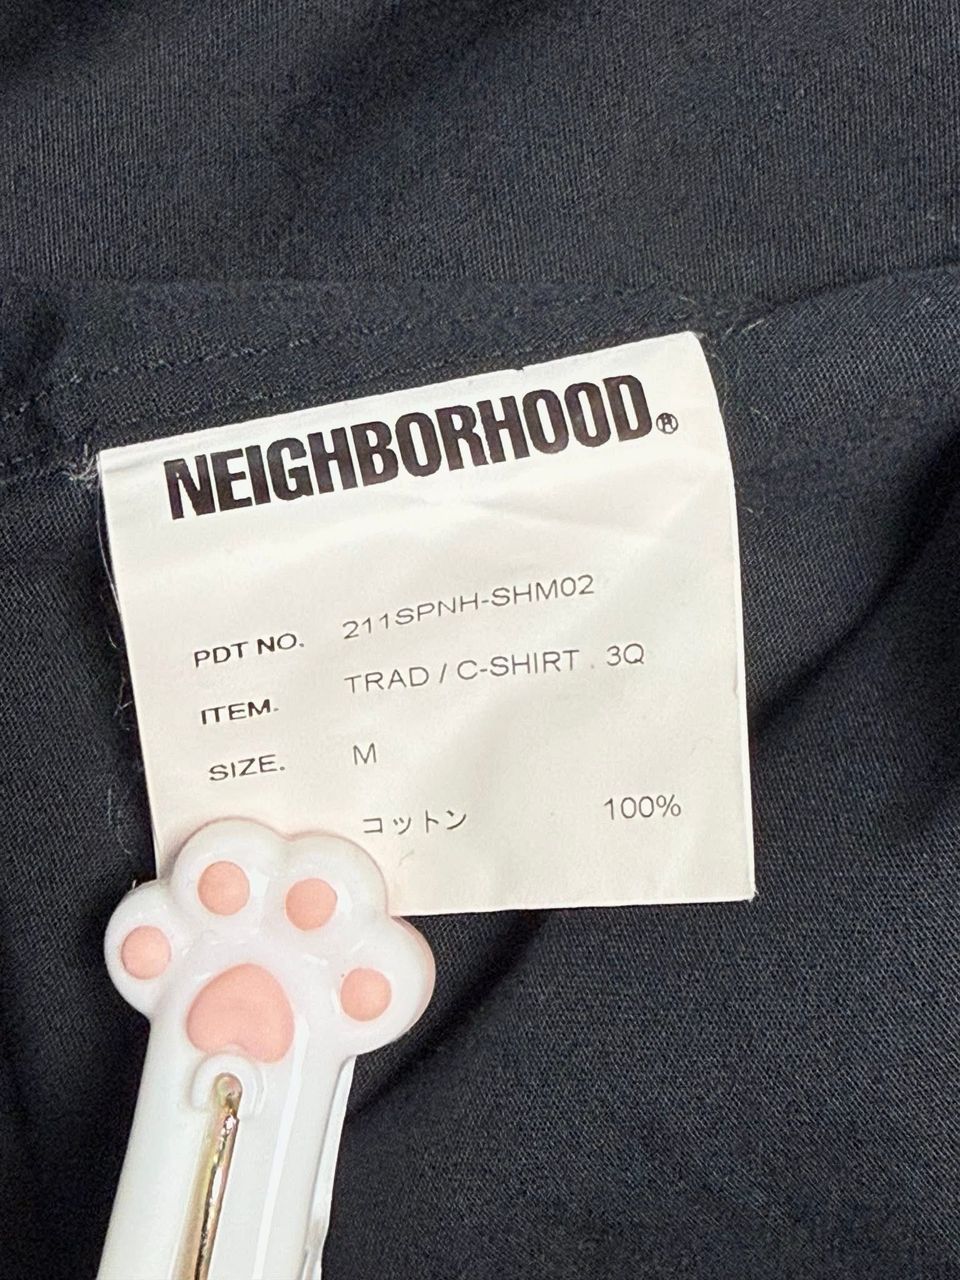 NEIGHBORHOOD®
PDT NO. 211SPNH-SHM02
ITEM. TRAD / C-SHIRT . 3Q
SIZE. M
コットン 100%